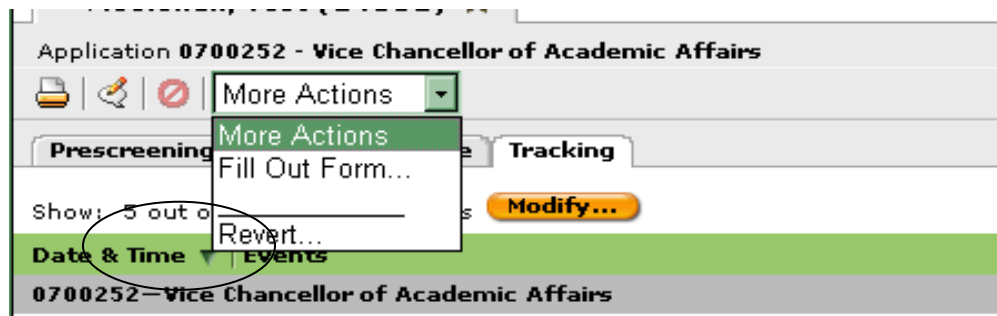 Application 0700252 - Vice Chancellor of Academic Affairs
More Actions
More Actions
Prescreening e Tracking
Fill Out Form...
Show: 5 out o s Modify...
Revert...
Date & Time Events
0700252—Vice Chancellor of Academic Affairs